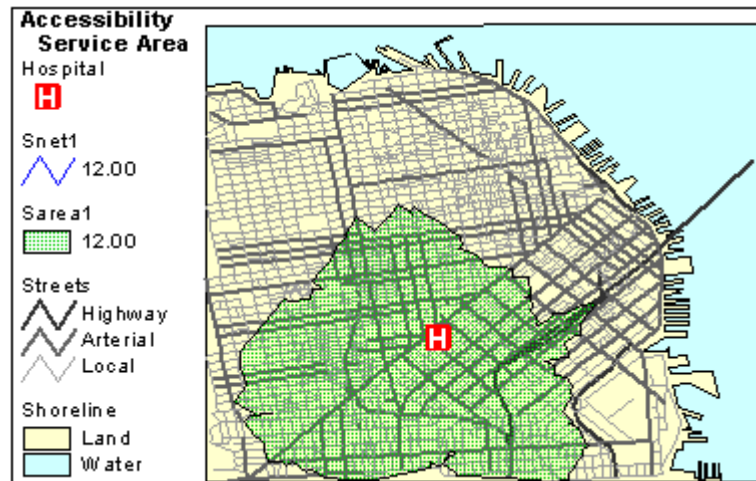 Accessibility
Service Area
Hospital
H
Snet1
12.00
Sarea1
12.00
Streets
Highway
Arterial
Local
Shoreline
Land
Water
H